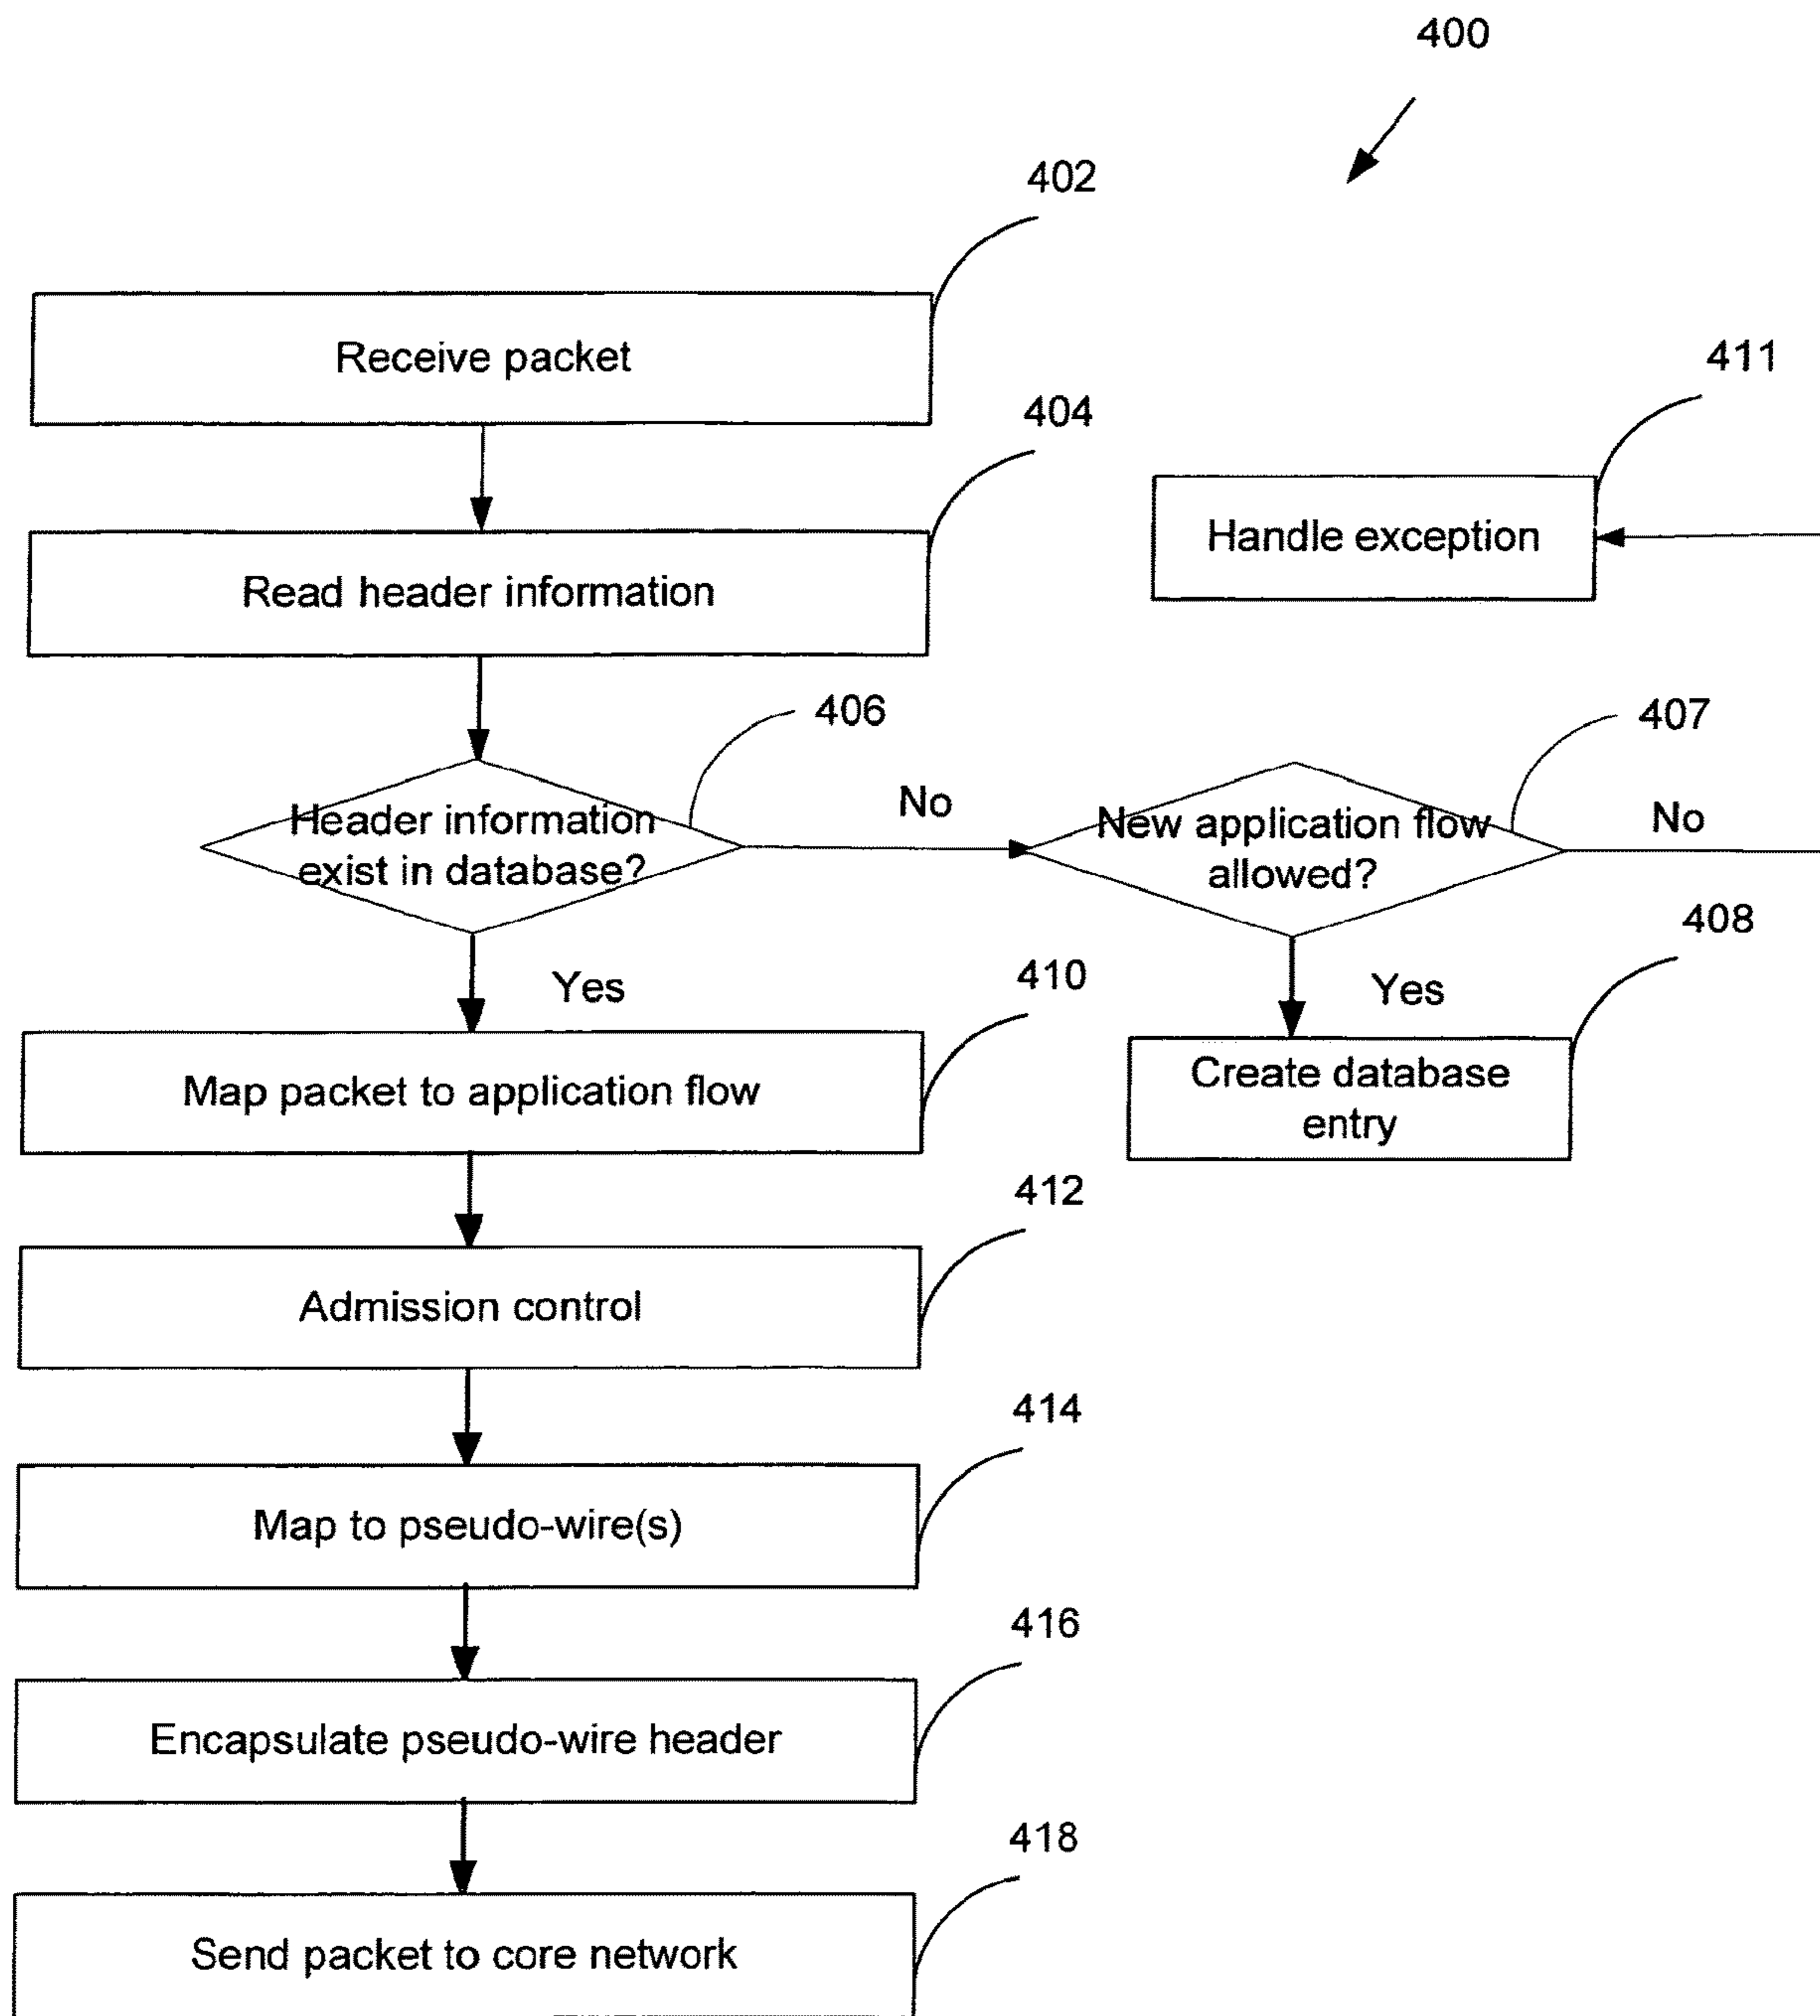 400
402
Receive packet
411
404
Handle exception
Read header information
406
407
Header information
exist in database?
No
New application flow
allowed?
No
408
Yes
410
Yes
Map packet to application flow
Create database
entry
412
Admission control
414
Map to pseudo-wire(s)
416
Encapsulate pseudo-wire header
418
Send packet to core network